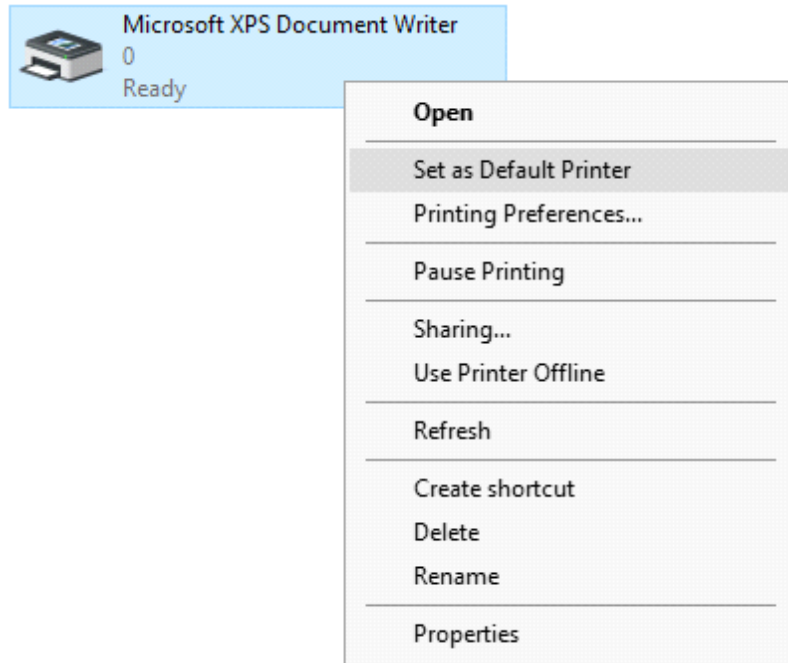 Microsoft XPS Document Writer
0
Ready
Open
Set as Default Printer
Printing Preferences...
Pause Printing
Sharing...
Use Printer Offline
Refresh
Create shortcut
Delete
Rename
Properties